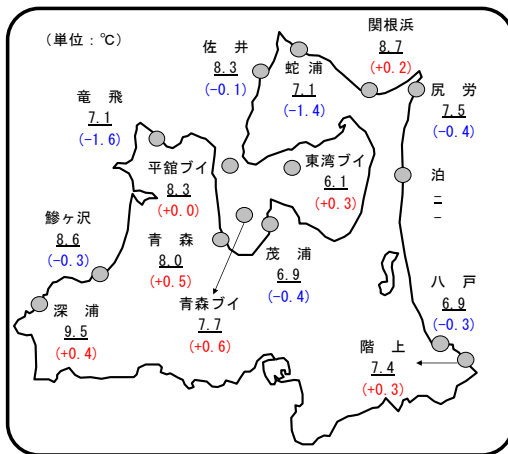 (単位：℃)
佐井
8.3
(-0.1)
蛇浦
7.1
(-1.4)
関根浜
8.7
(+0.2)
尻労
7.5
(-0.4)
竜飛
7.1
(-1.6)
平舘ブイ
8.3
(+0.0)
東湾ブイ
6.1
(+0.3)
泊
－
－
鰺ヶ沢
8.6
(-0.3)
青森
8.0
(+0.5)
茂浦
6.9
(-0.4)
八戸
6.9
(-0.3)
深浦
9.5
(+0.4)
青森ブイ
7.7
(+0.6)
階上
7.4
(+0.3)